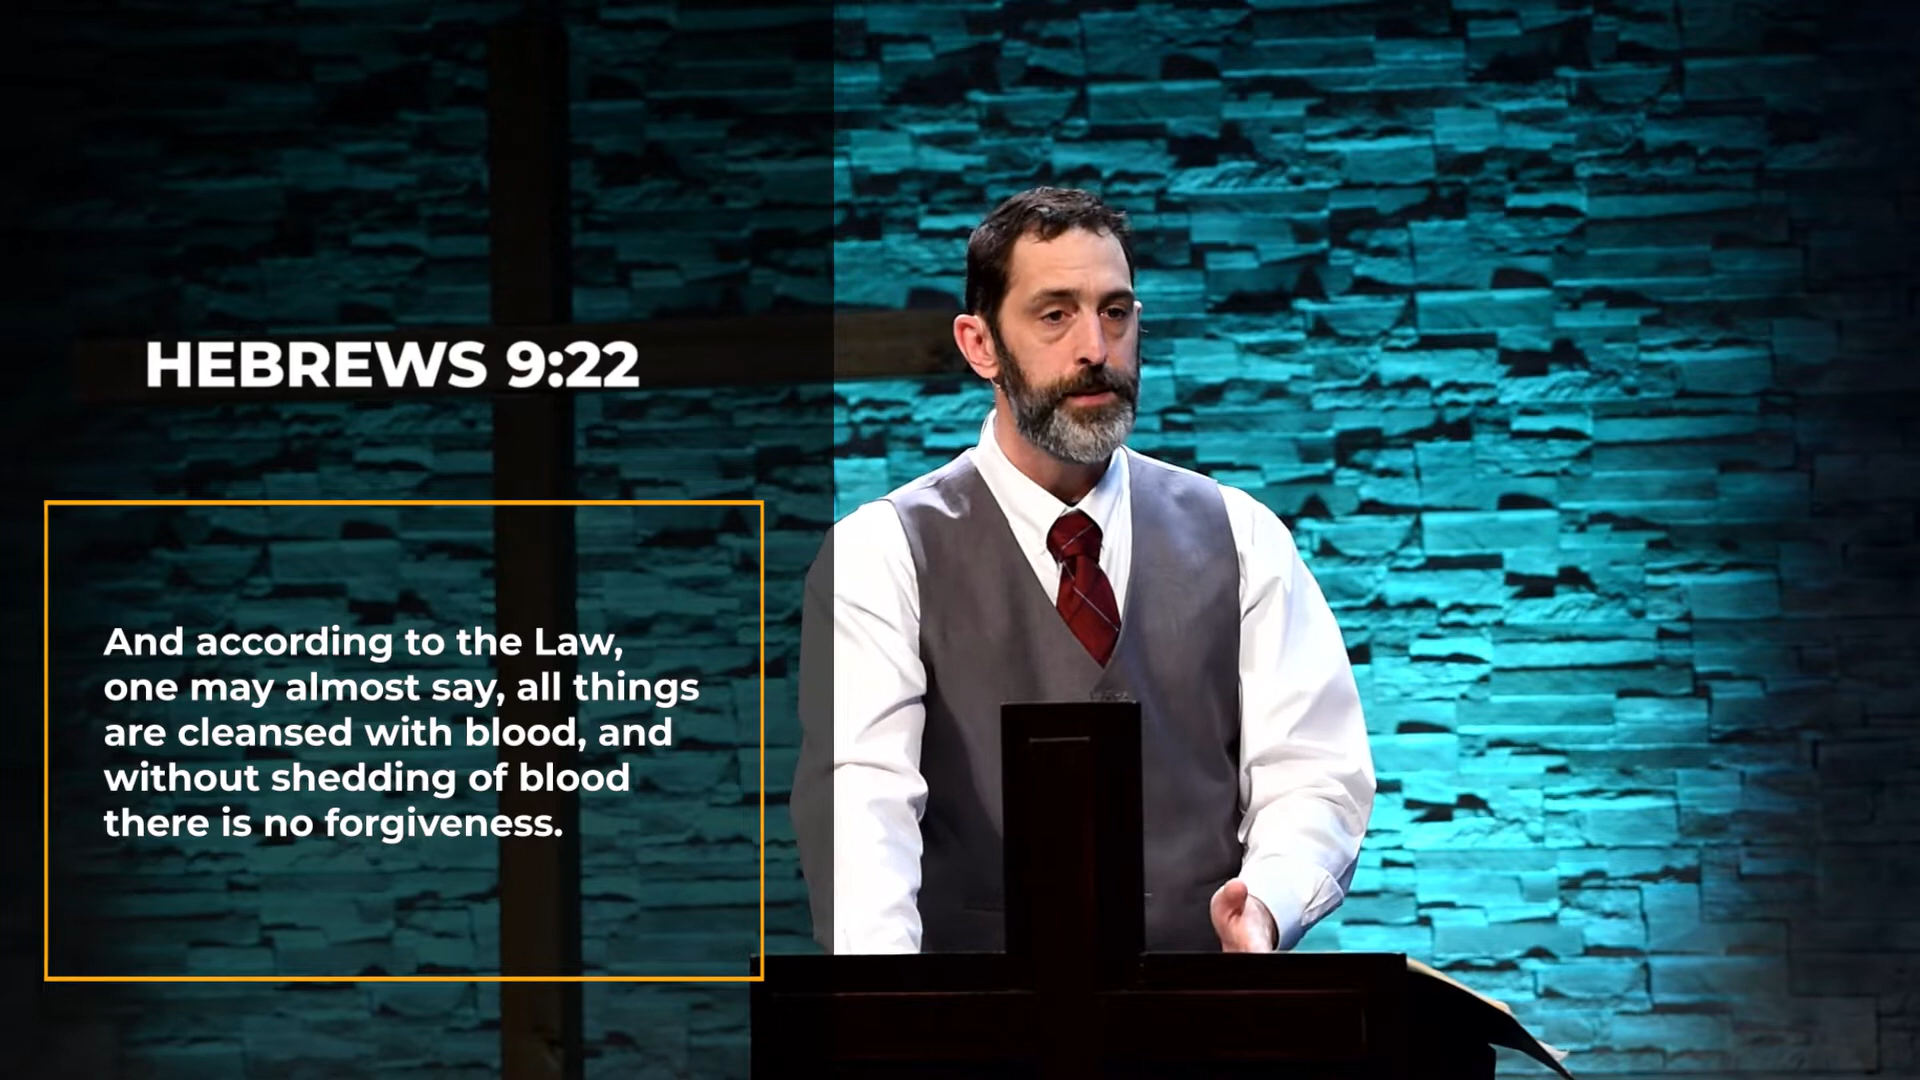 HEBREWS 9:22
And according to the Law,
one may almost say, all things
are cleansed with blood, and
without shedding of blood
there is no forgiveness.